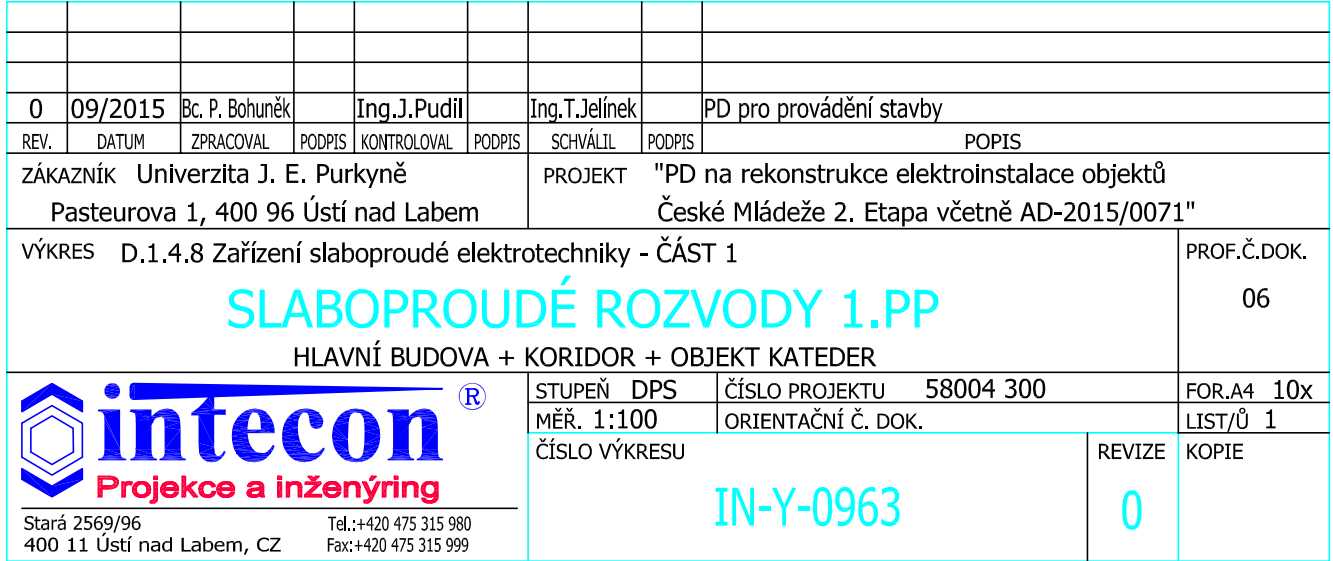 0 09/2015 Bc. P. Bohuněk Ing.J.Pudil Ing.T.Jelínek PD pro provádění stavby
REV. DATUM ZPRACOVAL PODPIS KONTROLOVAL PODPIS SCHVÁLIL PODPIS POPIS
ZÁKAZNÍK Univerzita J. E. Purkyně
Pasteurova 1, 400 96 Ústí nad Labem
PROJEKT "PD na rekonstrukce elektroinstalace objektů
České Mládeže 2. Etapa včetně AD-2015/0071"
VÝKRES D.1.4.8 Zařízení slaboproudé elektrotechniky - ČÁST 1
SLABOPROUDÉ ROZVODY 1.PP
HLAVNÍ BUDOVA + KORIDOR + OBJEKT KATEDER
PROF.Č.DOK.
06
intecon ®
Projekce a inženýring
Stará 2569/96 Tel.:+420 475 315 980
400 11 Ústí nad Labem, CZ Fax:+420 475 315 999
STUPEŇ DPS ČÍSLO PROJEKTU 58004 300 FOR.A4 10x
MĚŘ. 1:100 ORIENTAČNÍ Č. DOK. LIST/Ů 1
ČÍSLO VÝKRESU REVIZE KOPIE
IN-Y-0963 0